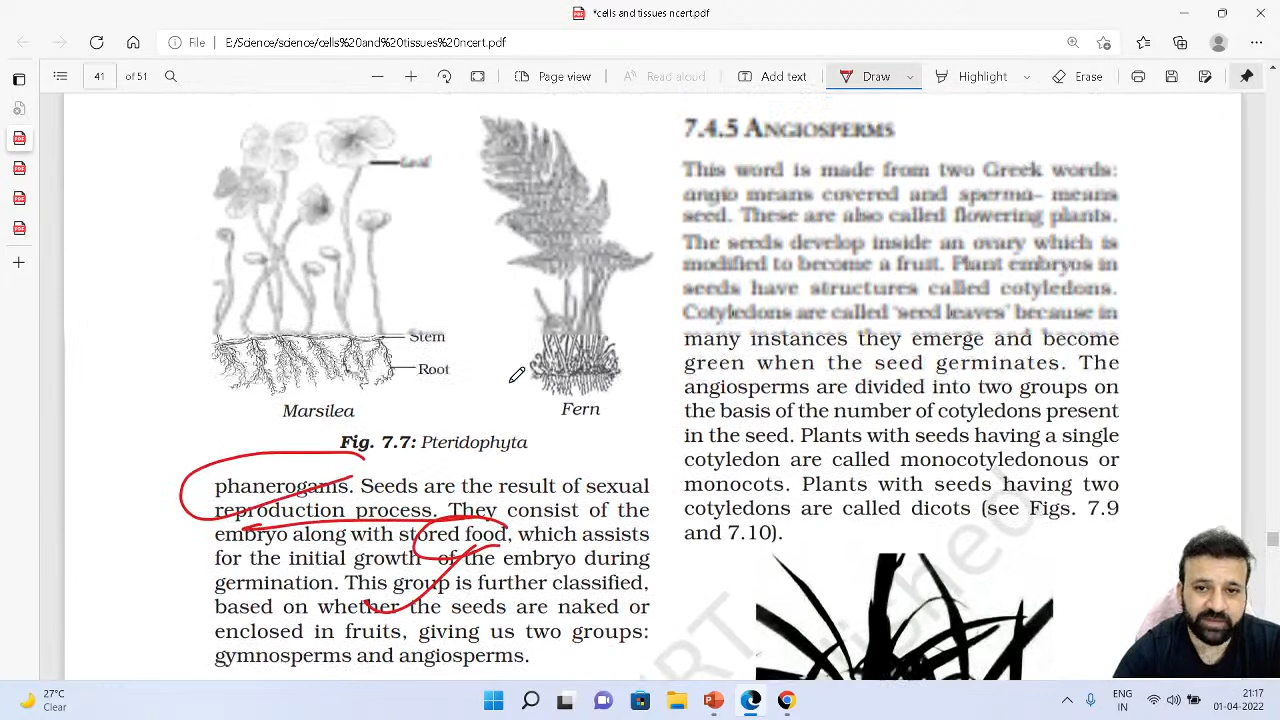 *cells and tissues ncert.pdf
File
E:/Science/science/cells%20and%20tissues%20ncert.pdf
41
Page view
Read aloud
Add text
Draw
Highlight
Erase
Leaf
Stem
Root
Marsilea
Fern
Fig. 7.7: Pteridophyta
phanerogams. Seeds are the result of sexual
reproduction process. They consist of the
embryo along with stored food, which assists
for the initial growth of the embryo during
germination. This group is further classified,
based on whether the seeds are naked or
enclosed in fruits, giving us two groups:
gymnosperms and angiosperms.
7.4.5 ANGIOSPERMS
This word is made from two Greek words:
angio means covered and sperma- means
seed. These are also called flowering plants.
The seeds develop inside an ovary which is
modified to become a fruit. Plant embryos in
seeds have structures called cotyledons.
Cotyledons are called 'seed leaves' because in
many instances they emerge and become
green when the seed germinates. The
angiosperms are divided into two groups on
the basis of the number of cotyledons present
in the seed. Plants with seeds having a single
cotyledon are called monocotyledonous or
monocots. Plants with seeds having two
cotyledons are called dicots (see Figs. 7.9
and 7.10).
27°C
Clear
ENG
IN
21:17
01-04-2022